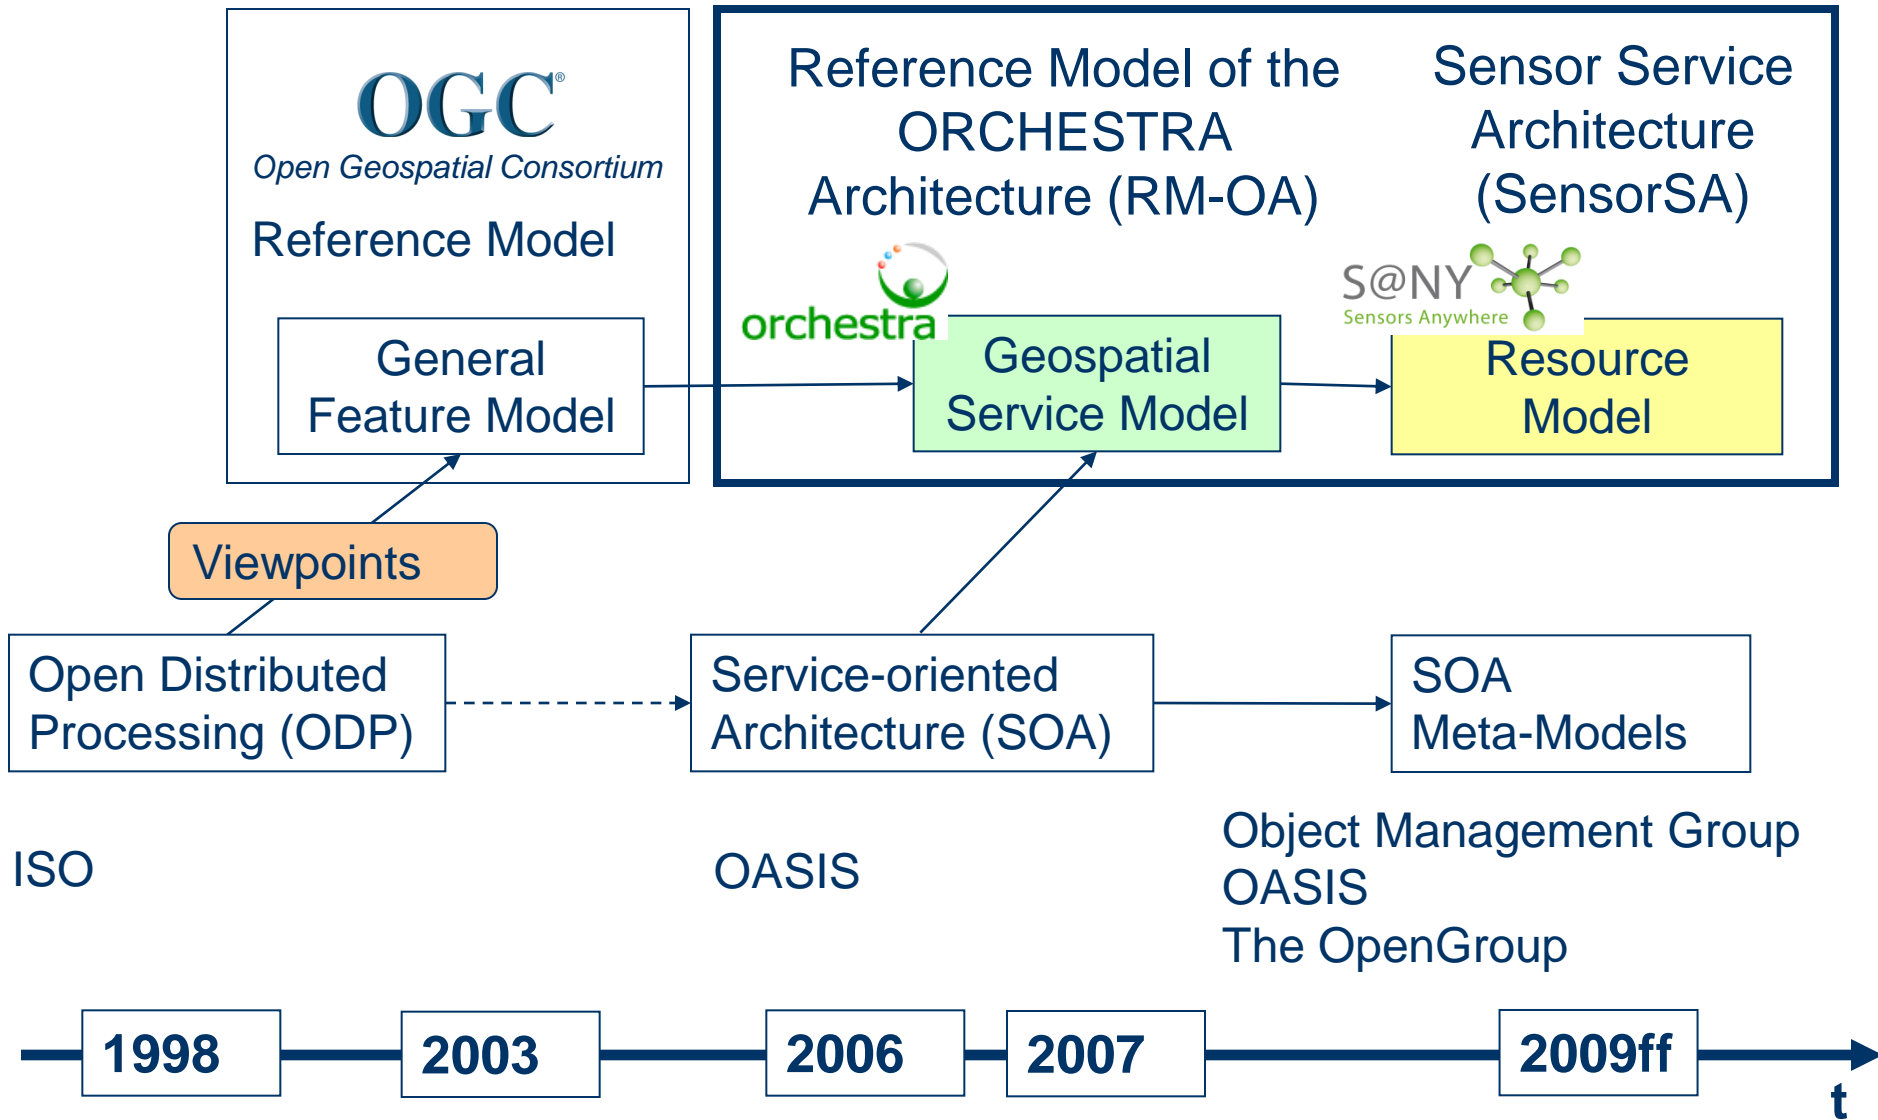 OGC®
Open Geospatial Consortium
Reference Model
General
Feature Model
Reference Model of the
ORCHESTRA
Architecture (RM-OA)
orchestra
Geospatial
Service Model
Sensor Service
Architecture
(SensorSA)
S@NY
Sensors Anywhere
Resource
Model
Viewpoints
Open Distributed
Processing (ODP)
Service-oriented
Architecture (SOA)
SOA
Meta-Models
ISO
OASIS
Object Management Group
OASIS
The OpenGroup
1998
2003
2006
2007
2009ff
t